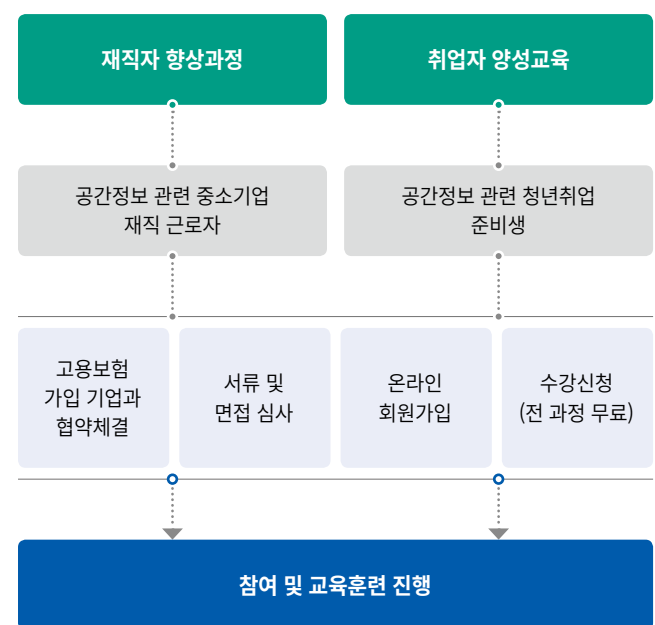 재직자 향상과정
취업자 양성교육
공간정보 관련 중소기업
재직 근로자
공간정보 관련 청년취업
준비생
고용보험
가입 기업과
협약체결
서류 및
면접 심사
온라인
회원가입
수강신청
(전 과정 무료)
참여 및 교육훈련 진행